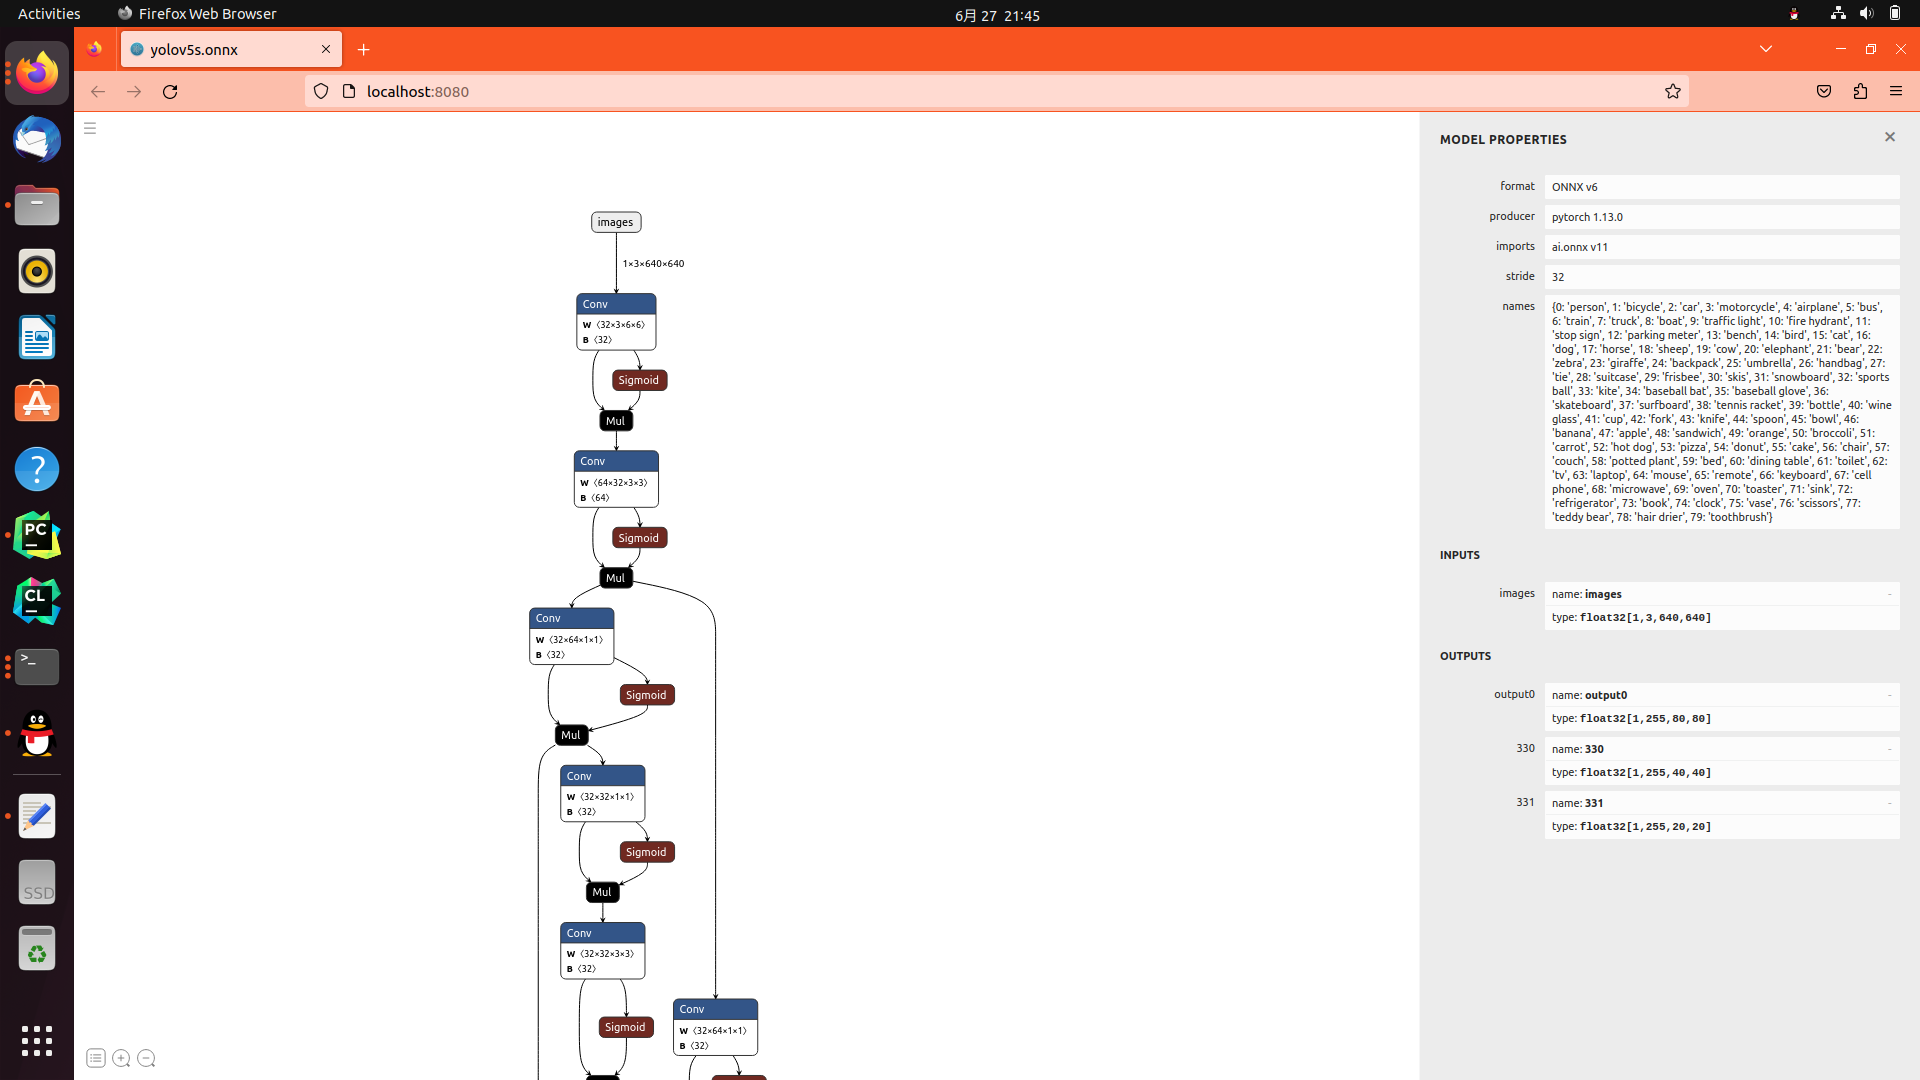 Activities
Firefox Web Browser
6月 27 21:45
yolov5s.onnx
localhost:8080
images
1×3×640×640
Conv
W 〈32×3×6×6〉
B 〈32〉
Sigmoid
Mul
Conv
W 〈64×32×3×3〉
B 〈64〉
Sigmoid
Mul
Conv
W 〈32×64×1×1〉
B 〈32〉
Sigmoid
Mul
Conv
W 〈32×32×1×1〉
B 〈32〉
Sigmoid
Mul
Conv
W 〈32×32×3×3〉
B 〈32〉
Sigmoid
Conv
W 〈32×64×1×1〉
B 〈32〉
MODEL PROPERTIES
format
ONNX v6
producer
pytorch 1.13.0
imports
ai.onnx v11
stride
32
names
{0: 'person', 1: 'bicycle', 2: 'car', 3: 'motorcycle', 4: 'airplane', 5: 'bus',
6: 'train', 7: 'truck', 8: 'boat', 9: 'traffic light', 10: 'fire hydrant', 11:
'stop sign', 12: 'parking meter', 13: 'bench', 14: 'bird', 15: 'cat', 16:
'dog', 17: 'horse', 18: 'sheep', 19: 'cow', 20: 'elephant', 21: 'bear', 22:
'zebra', 23: 'giraffe', 24: 'backpack', 25: 'umbrella', 26: 'handbag', 27:
'tie', 28: 'suitcase', 29: 'frisbee', 30: 'skis', 31: 'snowboard', 32: 'sports
ball', 33: 'kite', 34: 'baseball bat', 35: 'baseball glove', 36:
'skateboard', 37: 'surfboard', 38: 'tennis racket', 39: 'bottle', 40: 'wine
glass', 41: 'cup', 42: 'fork', 43: 'knife', 44: 'spoon', 45: 'bowl', 46:
'banana', 47: 'apple', 48: 'sandwich', 49: 'orange', 50: 'broccoli', 51:
'carrot', 52: 'hot dog', 53: 'pizza', 54: 'donut', 55: 'cake', 56: 'chair', 57:
'couch', 58: 'potted plant', 59: 'bed', 60: 'dining table', 61: 'toilet', 62:
'tv', 63: 'laptop', 64: 'mouse', 65: 'remote', 66: 'keyboard', 67: 'cell
phone', 68: 'microwave', 69: 'oven', 70: 'toaster', 71: 'sink', 72:
'refrigerator', 73: 'book', 74: 'clock', 75: 'vase', 76: 'scissors', 77:
'teddy bear', 78: 'hair drier', 79: 'toothbrush'}
INPUTS
images
name: images
type: float32[1,3,640,640]
OUTPUTS
output0
name: output0
type: float32[1,255,80,80]
330
name: 330
type: float32[1,255,40,40]
331
name: 331
type: float32[1,255,20,20]
PC
CL
>_
SSD